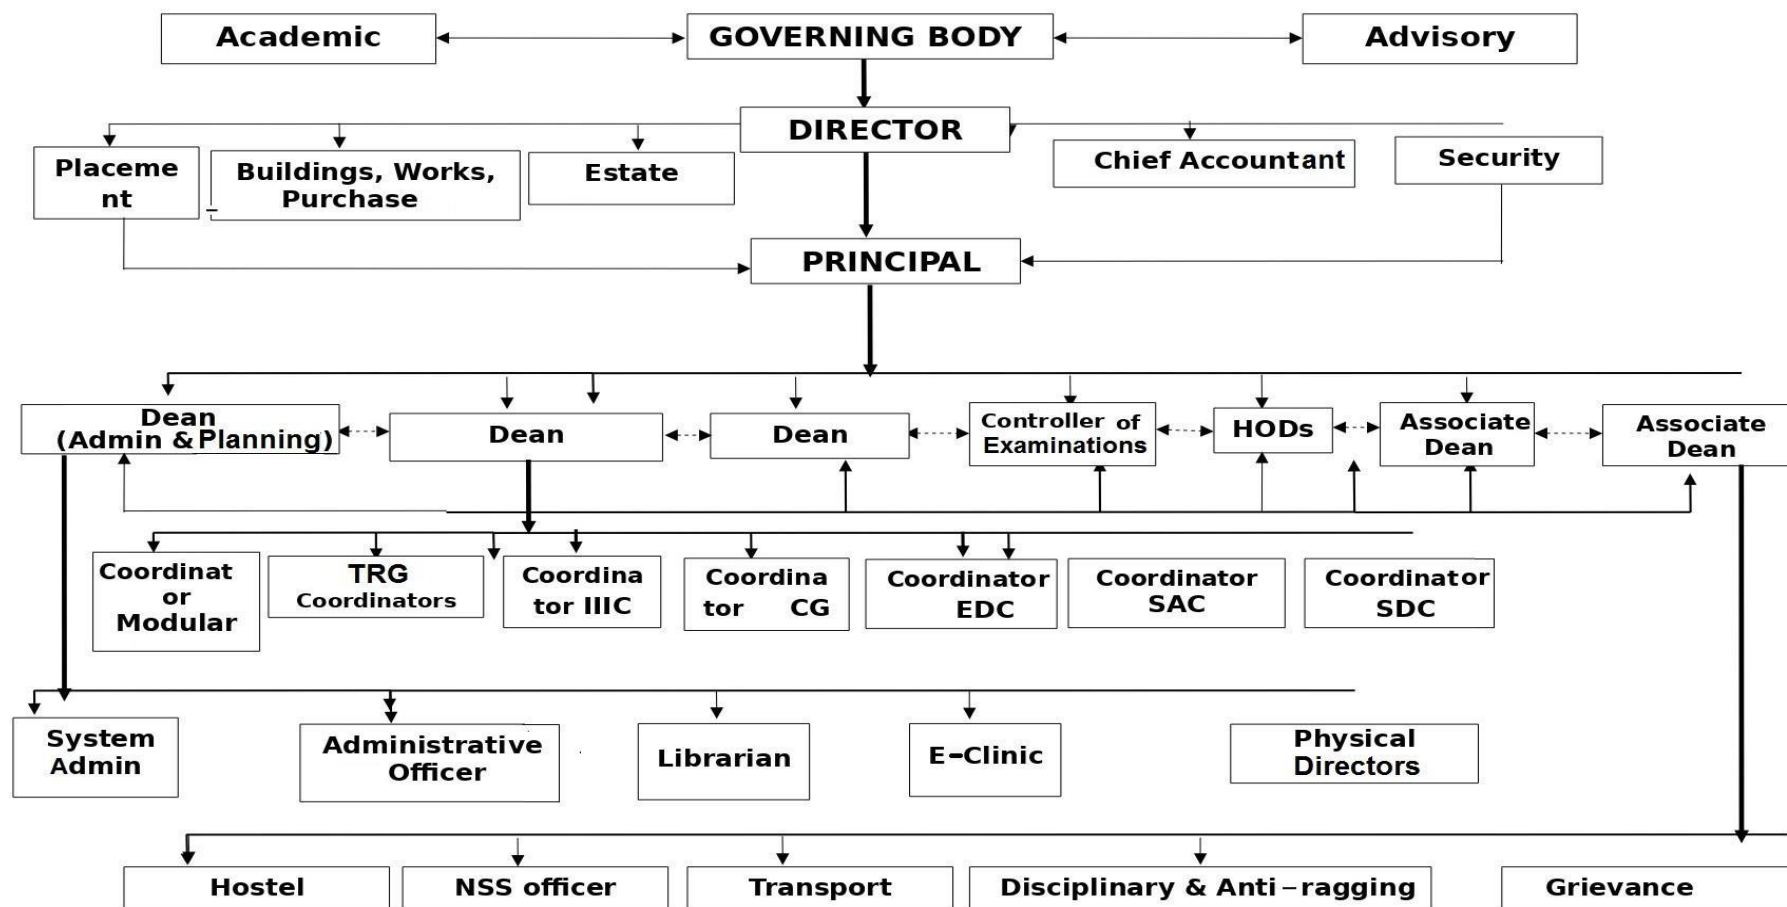 Academic
GOVERNING BODY
Advisory
DIRECTOR
Placeme
nt
Buildings, Works,
Purchase
Estate
Chief Accountant
Security
PRINCIPAL
Dean
(Admin & Planning)
Dean
Dean
Controller of
Examinations
HODs
Associate
Dean
Associate
Dean
Coordinat
or
Modular
TRG
Coordinators
Coordina
tor IIIC
Coordina
tor CG
Coordinator
EDC
Coordinator
SAC
Coordinator
SDC
System
Admin
Administrative
Officer
Librarian
E-Clinic
Physical
Directors
Hostel
NSS officer
Transport
Disciplinary & Anti-ragging
Grievance